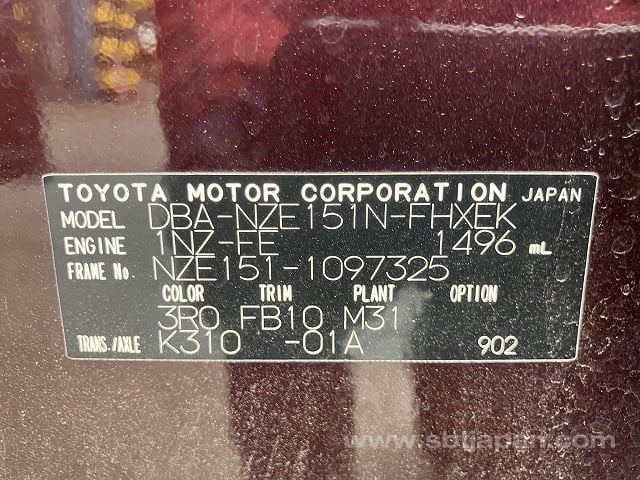 TOYOTA MOTOR CORPORATION JAPAN
MODEL DBA-NZE151N-FHXEK
ENGINE 1NZ-FE 1496 mL
FRAME No. NZE151-1097325
COLOR TRIM PLANT OPTION
3R0 FB10 M31
TRANS./AXLE K310 -01A 902
www.sbtjapan.com